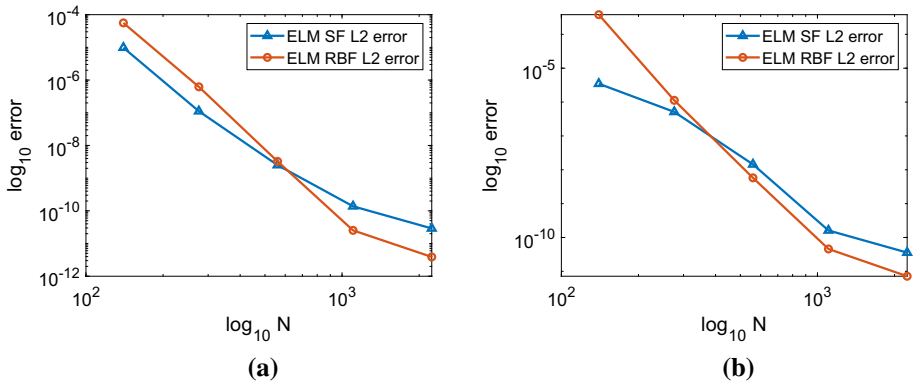 10^-4
10^-6
10^-8
10^-10
10^-12
log10 error
10^2
10^3
log10 N
ELM SF L2 error
ELM RBF L2 error
(a)
10^-5
10^-10
log10 error
10^2
10^3
log10 N
ELM SF L2 error
ELM RBF L2 error
(b)